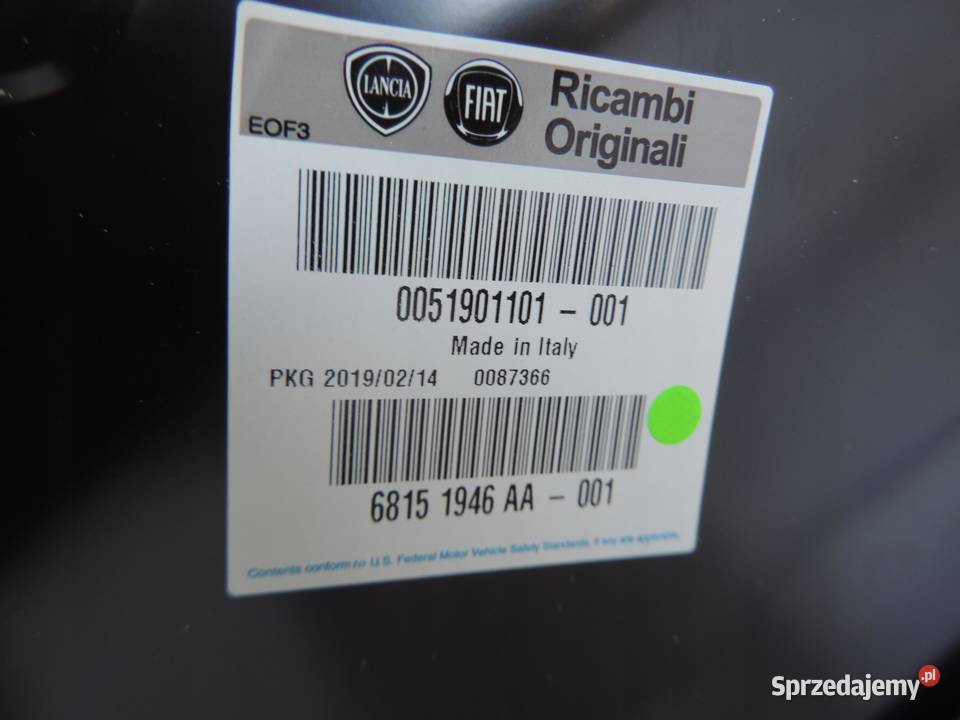 LANCIA
FIAT
Ricambi
Originali
EOF3
0051901101 - 001
Made in Italy
PKG 2019/02/14 0087366
6815 1946 AA - 001
Contents conform to U.S. Federal Motor Vehicle Safety Standards, if any are applicable.
Sprzedajemy.pl